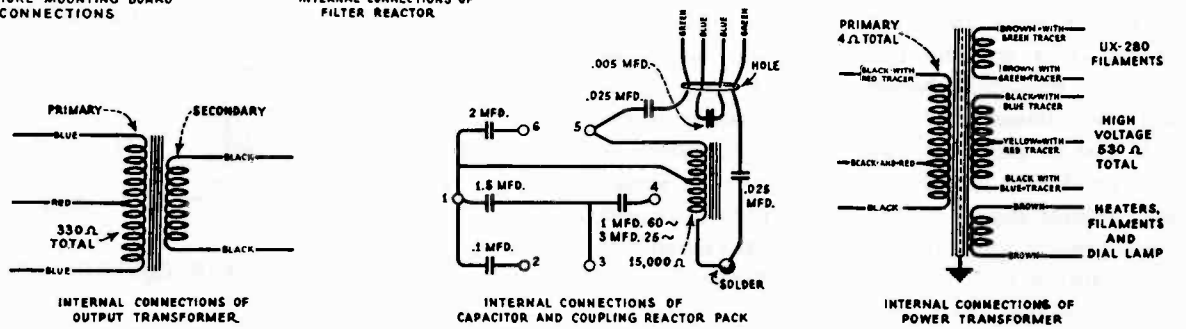 MOUNTING BOARD
CONNECTIONS
INTERNAL CONNECTIONS OF
FILTER REACTOR
PRIMARY
SECONDARY
BLUE
BLACK
RED
330Ω
TOTAL
BLACK
BLUE
INTERNAL CONNECTIONS OF
OUTPUT TRANSFORMER
GREEN
BLUE
BLUE
GREEN
.005 MFD.
HOLE
.025 MFD.
2 MFD.
6
5
1
1.5 MFD.
4
.025
MFD.
1 MFD. 60~
3 MFD. 25~
.1 MFD.
2
3
15,000Ω
SOLDER
INTERNAL CONNECTIONS OF
CAPACITOR AND COUPLING REACTOR PACK
PRIMARY
4Ω TOTAL
BROWN WITH
GREEN TRACER
UX-280
FILAMENTS
BLACK WITH
RED TRACER
BROWN WITH
GREEN TRACER
BLACK WITH
BLUE TRACER
HIGH
VOLTAGE
530Ω
TOTAL
YELLOW WITH
RED TRACER
BLACK AND RED
BLACK WITH
BLUE TRACER
BLACK
BROWN
HEATERS,
FILAMENTS
AND
DIAL LAMP
BROWN
INTERNAL CONNECTIONS OF
POWER TRANSFORMER